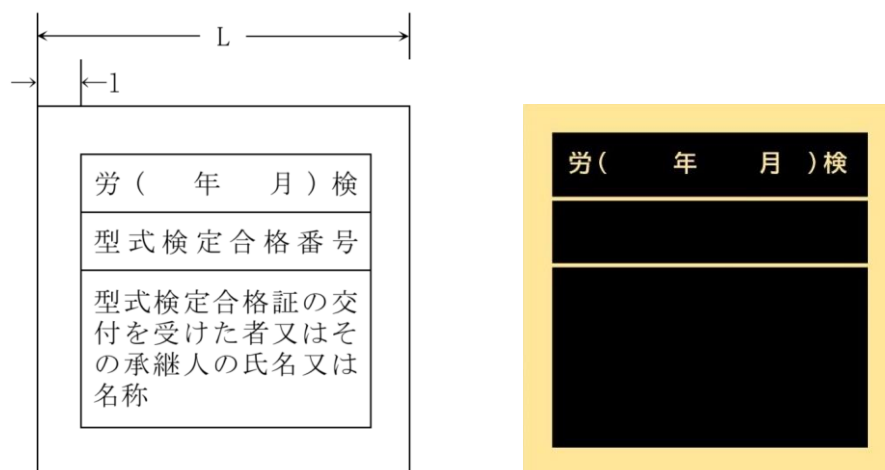 L
1
労（　年　月）検
型式検定合格番号
型式検定合格証の交
付を受けた者又はそ
の承継人の氏名又は
名称
労（　年　月　）検